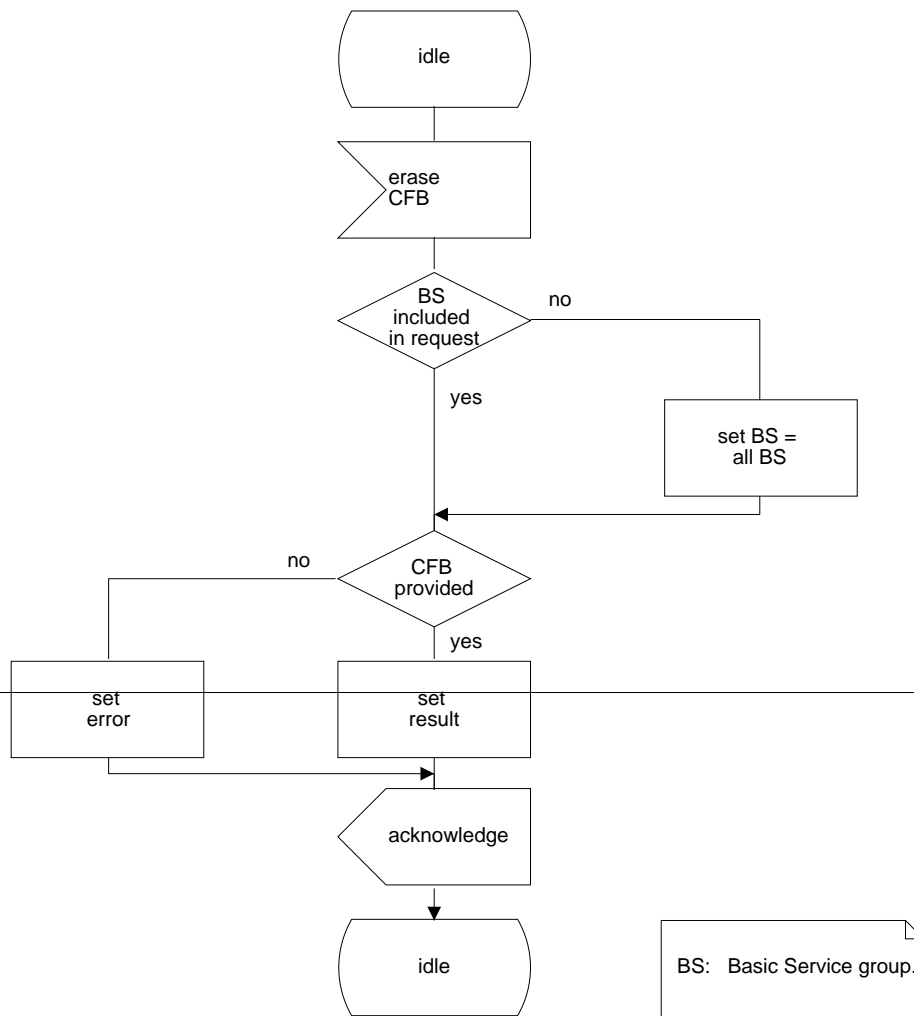 idle
erase
CFB
BS
included
in request
no
yes
set BS =
all BS
no
CFB
provided
yes
set
error
set
result
acknowledge
idle
BS: Basic Service group.